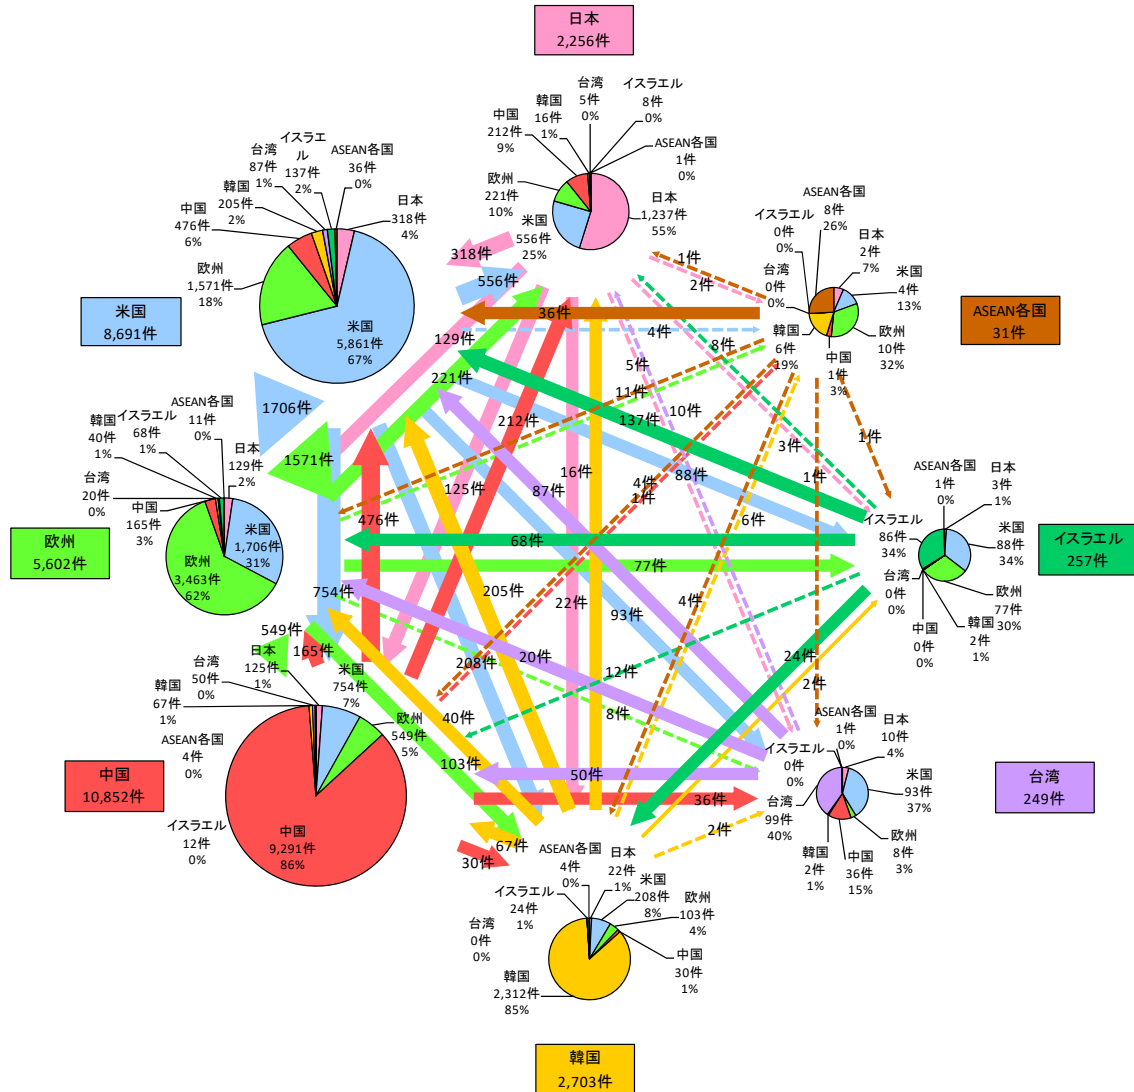 日本
2,256件
台湾
5件
0%
イスラエル
8件
0%
韓国
16件
1%
中国
212件
9%
ASEAN各国
1件
0%
欧州
221件
10%
日本
1,237件
55%
米国
556件
25%
米国
8,691件
イスラエ
ル
137件
2%
台湾
87件
1%
ASEAN各国
36件
0%
韓国
205件
2%
日本
318件
4%
中国
476件
6%
欧州
1,571件
18%
米国
5,861件
67%
ASEAN各国
31件
ASEAN各国
8件
26%
イスラエル
0件
0%
日本
2件
7%
台湾
0件
0%
米国
4件
13%
韓国
6件
19%
欧州
10件
32%
中国
1件
3%
318件
556件
1件
2件
36件
4件
8件
129件
5件
221件
11件
10件
137件
212件
3件
1件
1706件
1571件
125件
16件
87件
88件
4件
1件
1件
476件
6件
68件
77件
754件
205件
22件
93件
4件
549件
165件
208件
20件
12件
24件
2件
40件
8件
103件
50件
36件
67件
30件
2件
欧州
5,602件
ASEAN各国
11件
0%
イスラエル
68件
1%
韓国
40件
1%
日本
129件
2%
台湾
20件
0%
中国
165件
3%
米国
1,706件
31%
欧州
3,463件
62%
イスラエル
257件
ASEAN各国
1件
0%
日本
3件
1%
イスラエル
86件
34%
米国
88件
34%
台湾
0件
0%
欧州
77件
30%
中国
0件
0%
韓国
2件
1%
中国
10,852件
台湾
50件
0%
日本
125件
1%
米国
754件
7%
韓国
67件
1%
欧州
549件
5%
ASEAN各国
4件
0%
イスラエル
12件
0%
中国
9,291件
86%
台湾
249件
ASEAN各国
1件
0%
日本
10件
4%
イスラエル
0件
0%
米国
93件
37%
台湾
99件
40%
欧州
8件
3%
韓国
2件
1%
中国
36件
15%
ASEAN各国
4件
0%
日本
22件
1%
米国
208件
8%
イスラエル
24件
1%
欧州
103件
4%
台湾
0件
0%
中国
30件
1%
韓国
2,312件
85%
韓国
2,703件